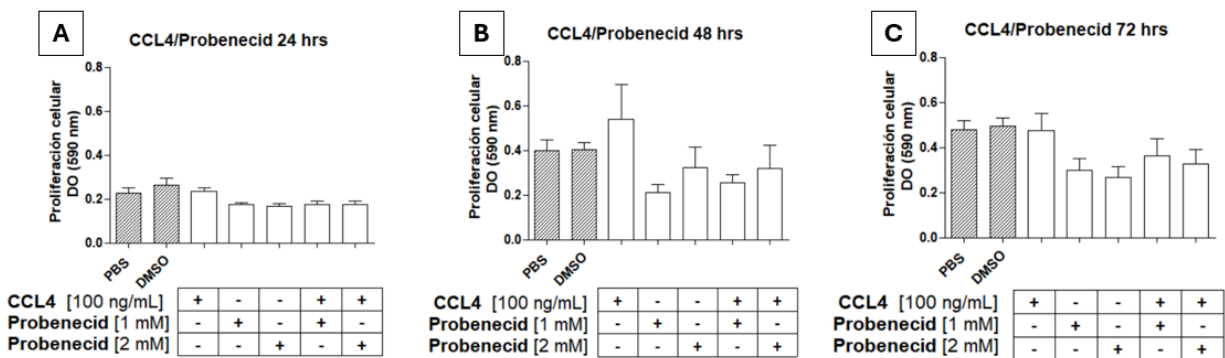 A
CCL4/Probenecid 24 hrs
Proliferación celular
DO (590 nm)
0.8
0.6
0.4
0.2
0.0
PBS
DMSO
CCL4 [100 ng/mL] + - - + +
Probenecid [1 mM] - + - + -
Probenecid [2 mM] - - + - +
B
CCL4/Probenecid 48 hrs
Proliferación celular
DO (590 nm)
0.8
0.6
0.4
0.2
0.0
PBS
DMSO
CCL4 [100 ng/mL] + - - + +
Probenecid [1 mM] - + - + -
Probenecid [2 mM] - - + - +
C
CCL4/Probenecid 72 hrs
Proliferación celular
DO (590 nm)
0.8
0.6
0.4
0.2
0.0
PBS
DMSO
CCL4 [100 ng/mL] + - - + +
Probenecid [1 mM] - + - + -
Probenecid [2 mM] - - + - +